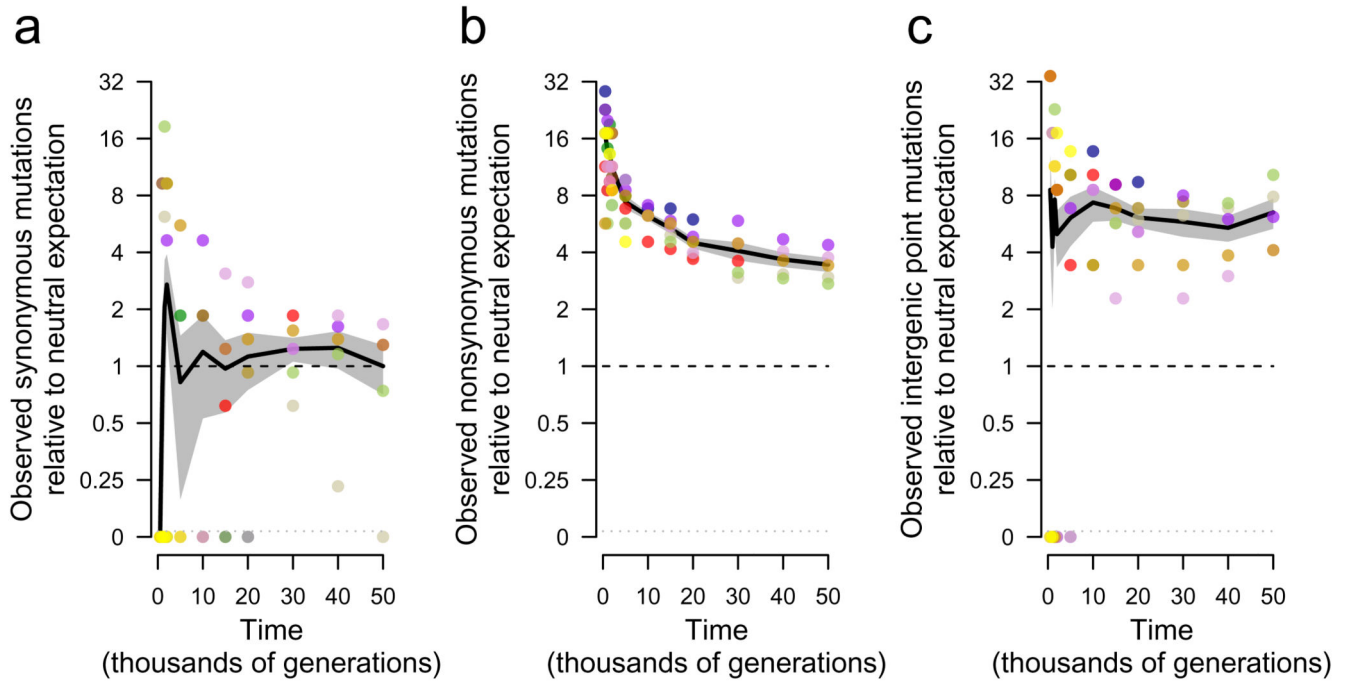 a
Observed synonymous mutations
relative to neutral expectation
32
16
8
4
2
1
0.5
0.25
0
0 10 20 30 40 50
Time
(thousands of generations)
b
Observed nonsynonymous mutations
relative to neutral expectation
32
16
8
4
2
1
0.5
0.25
0
0 10 20 30 40 50
Time
(thousands of generations)
c
Observed intergenic point mutations
relative to neutral expectation
32
16
8
4
2
1
0.5
0.25
0
0 10 20 30 40 50
Time
(thousands of generations)